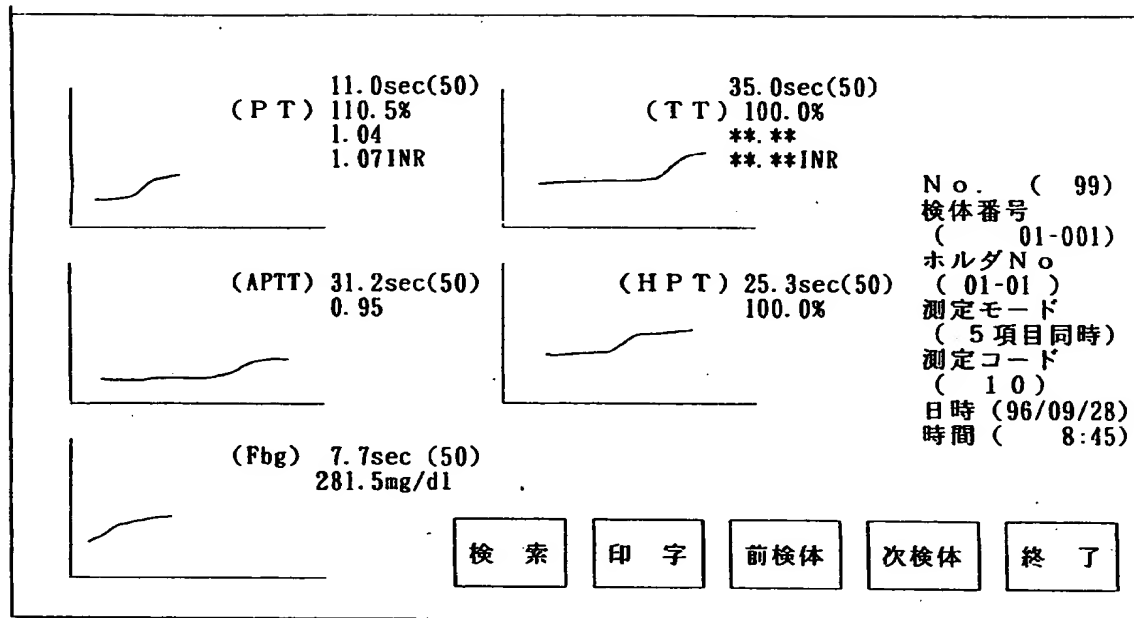 11.0sec(50)
(PT) 110.5%
1.04
1.07INR
35.0sec(50)
(TT) 100.0%
**.**
**.**INR
(APTT) 31.2sec(50)
0.95
(HPT) 25.3sec(50)
100.0%
(Fbg) 7.7sec (50)
281.5mg/dl
No. ( 99)
検体番号
( 01-001)
ホルダNo
( 01-01 )
測定モード
( 5項目同時)
測定コード
( 10)
日時 (96/09/28)
時間 ( 8:45)
検 索
印 字
前検体
次検体
終 了